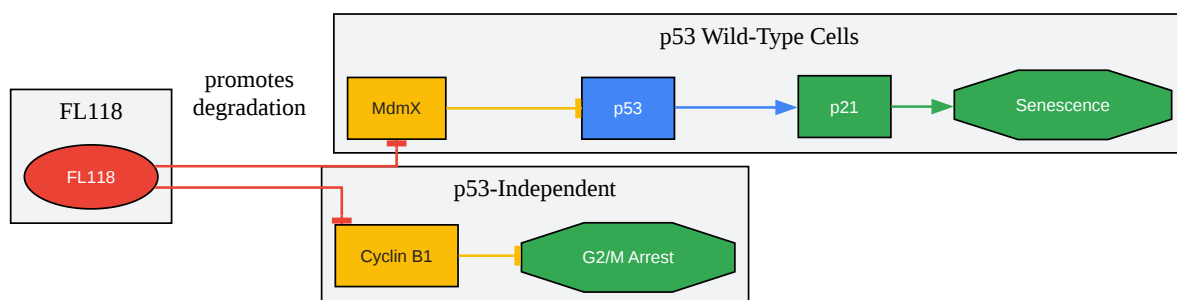 p53 Wild-Type Cells
promotes
degradation
FL118
MdmX
p53
p21
Senescence
FL118
p53-Independent
Cyclin B1
G2/M Arrest